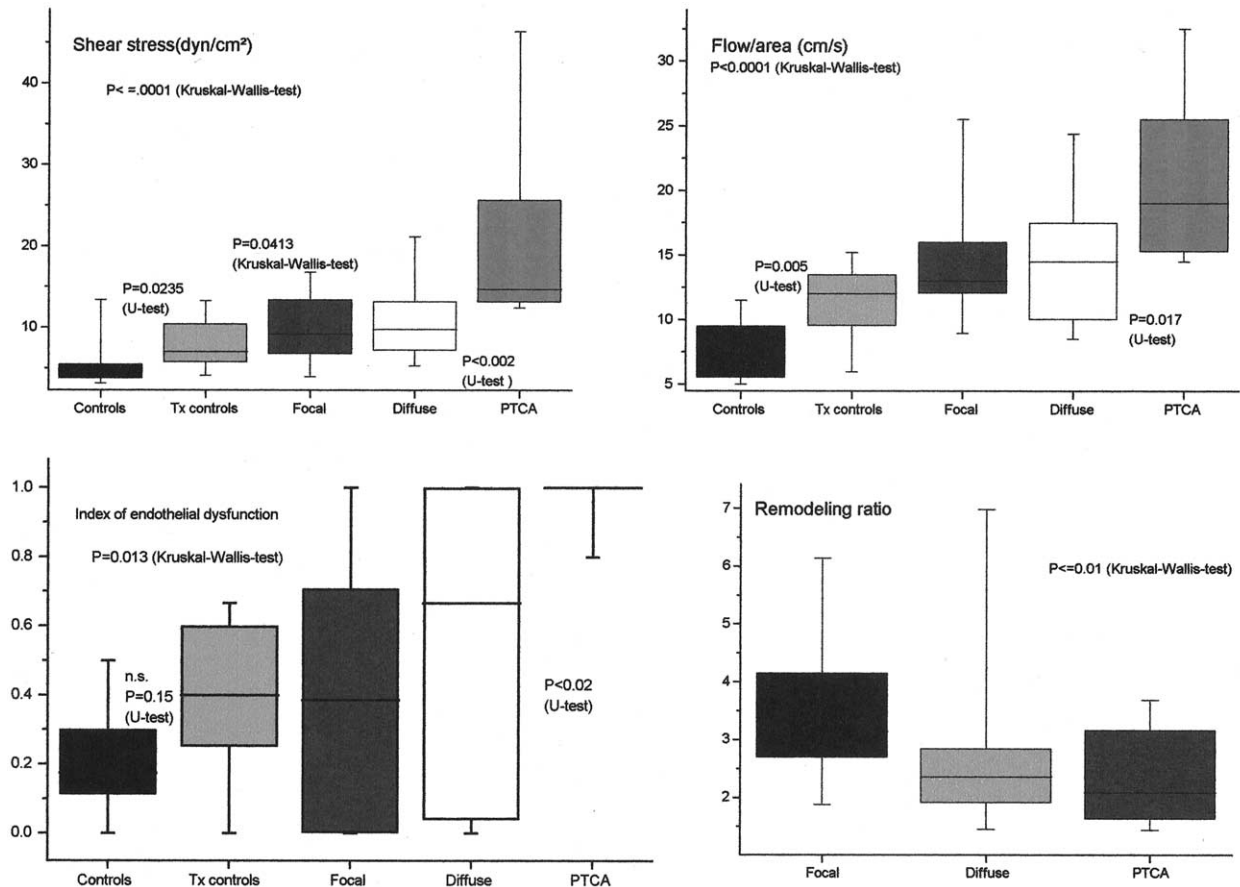 Shear stress(dyn/cm²)
P< =.0001 (Kruskal-Wallis-test)
40
30
20
10
P=0.0235
(U-test)
P=0.0413
(Kruskal-Wallis-test)
P<0.002
(U-test )
Controls Tx controls Focal Diffuse PTCA
Flow/area (cm/s)
P<0.0001 (Kruskal-Wallis-test)
30
25
20
15
10
5
P=0.005
(U-test)
P=0.017
(U-test)
Controls Tx controls Focal Diffuse PTCA
Index of endothelial dysfunction
P=0.013 (Kruskal-Wallis-test)
1.0
0.8
0.6
0.4
0.2
0.0
n.s.
P=0.15
(U-test)
P<0.02
(U-test)
Controls Tx controls Focal Diffuse PTCA
Remodeling ratio
P<=0.01 (Kruskal-Wallis-test)
7
6
5
4
3
2
Focal Diffuse PTCA